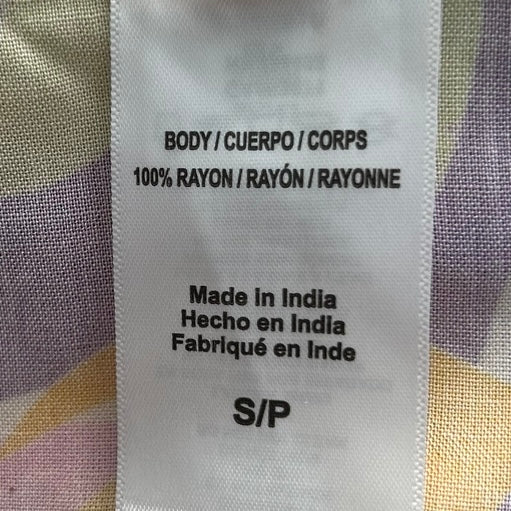 BODY / CUERPO / CORPS
100% RAYON / RAYÓN / RAYONNE
Made in India
Hecho en India
Fabriqué en Inde
S/P